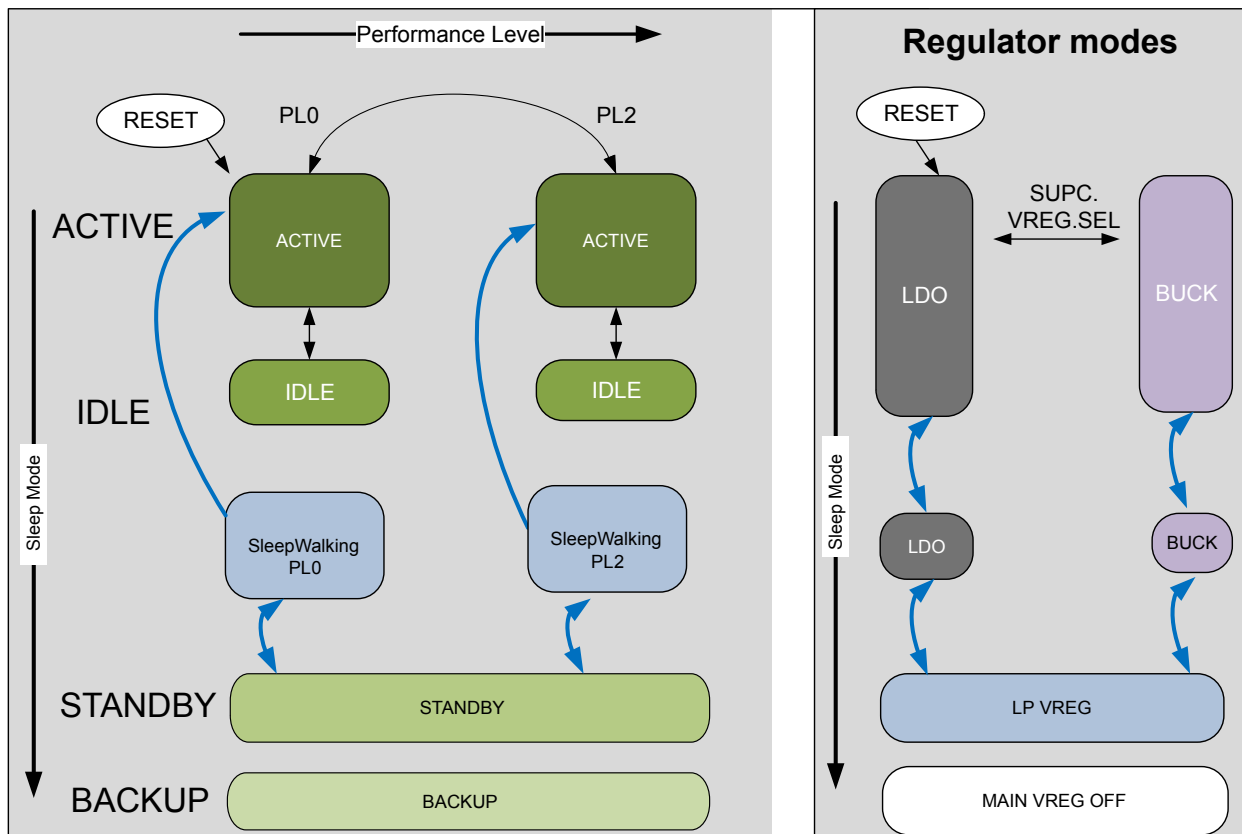 Performance Level
Regulator modes
RESET
PL0
PL2
RESET
ACTIVE
ACTIVE
ACTIVE
SUPC.
VREG.SEL
LDO
BUCK
IDLE
IDLE
IDLE
Sleep Mode
Sleep Mode
SleepWalking
PL0
SleepWalking
PL2
LDO
BUCK
STANDBY
STANDBY
LP VREG
BACKUP
BACKUP
MAIN VREG OFF